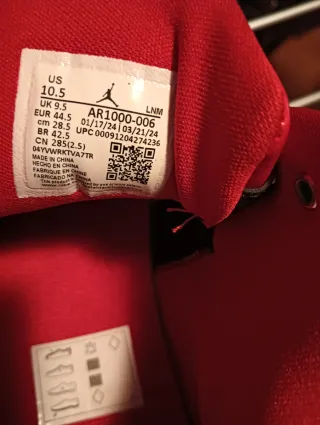 US
10.5
UK 9.5
EUR 44.5
cm 28.5
BR 42.5
CN 285(2.5)
LNM
AR1000-006
01/17/24 | 03/21/24
UPC 00091204274236
04YVWRKTVA7TR
MADE IN CHINA
HECHO EN CHINA
FABRIQUE EN CHINE
FABRICADO NA CHINA